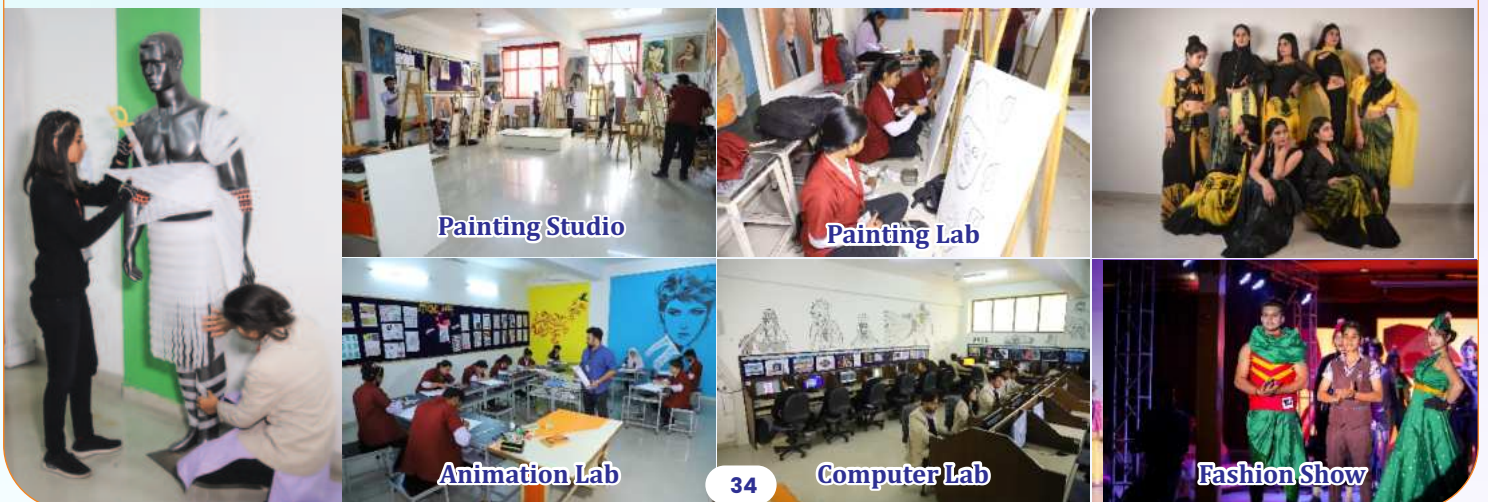 Painting Studio
Painting Lab
Animation Lab
Computer Lab
Fashion Show
34